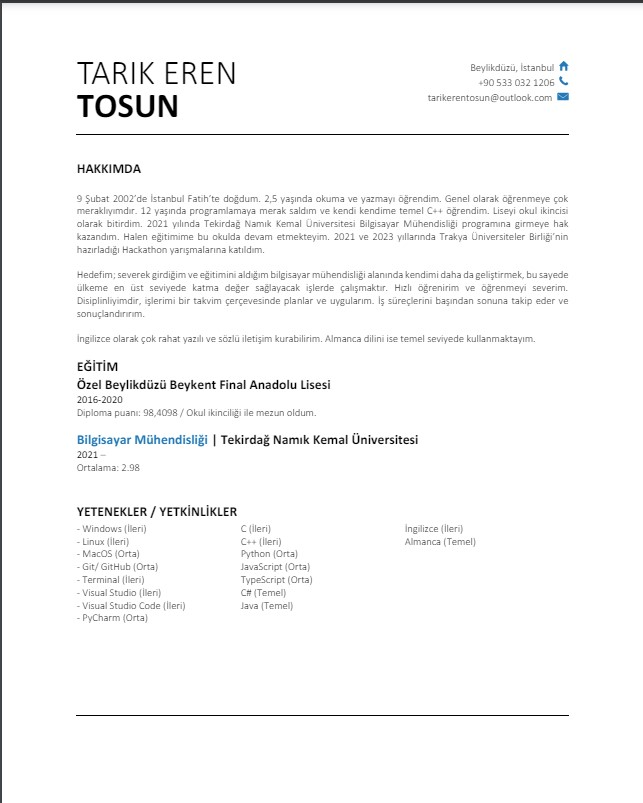 TARIK EREN
TOSUN
Beylikdüzü, İstanbul
+90 533 032 1206
tarikerentosun@outlook.com
HAKKIMDA
9 Şubat 2002’de İstanbul Fatih’te doğdum. 2,5 yaşında okuma ve yazmayı öğrendim. Genel olarak öğrenmeye çok
meraklıyımdır. 12 yaşında programlamaya merak saldım ve kendi kendime temel C++ öğrendim. Liseyi okul ikincisi
olarak bitirdim. 2021 yılında Tekirdağ Namık Kemal Üniversitesi Bilgisayar Mühendisliği programına girmeye hak
kazandım. Halen eğitimime bu okulda devam etmekteyim. 2021 ve 2023 yıllarında Trakya Üniversiteler Birliği’nin
hazırladığı Hackathon yarışmalarına katıldım.
Hedefim; severek girdiğim ve eğitimini aldığım bilgisayar mühendisliği alanında kendimi daha da geliştirmek, bu sayede
ülkeme en üst seviyede katma değer sağlayacak işlerde çalışmaktır. Hızlı öğrenirim ve öğrenmeyi severim.
Disiplinliyimdir, işlerimi bir takvim çerçevesinde planlar ve uygularım. İş süreçlerini başından sonuna takip eder ve
sonuçlandırırım.
İngilizce olarak çok rahat yazılı ve sözlü iletişim kurabilirim. Almanca dilini ise temel seviyede kullanmaktayım.
EĞİTİM
Özel Beylikdüzü Beykent Final Anadolu Lisesi
2016-2020
Diploma puanı: 98,4098 / Okul ikinciliği ile mezun oldum.
Bilgisayar Mühendisliği | Tekirdağ Namık Kemal Üniversitesi
2021 –
Ortalama: 2.98
YETENEKLER / YETKİNLİKLER
- Windows (İleri)
- Linux (İleri)
- MacOS (Orta)
- Git/ GitHub (Orta)
- Terminal (İleri)
- Visual Studio (İleri)
- Visual Studio Code (İleri)
- PyCharm (Orta)
C (İleri)
C++ (İleri)
Python (Orta)
JavaScript (Orta)
TypeScript (Orta)
C# (Temel)
Java (Temel)
İngilizce (İleri)
Almanca (Temel)